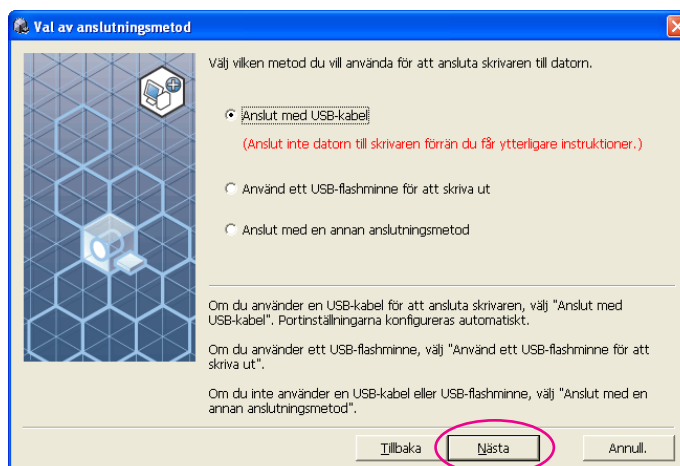 Val av anslutningsmetod
Välj vilken metod du vill använda för att ansluta skrivaren till datorn.
Anslut med USB-kabel
(Anslut inte datorn till skrivaren förrän du får ytterligare instruktioner.)
Använd ett USB-flashminne för att skriva ut
Anslut med en annan anslutningsmetod
Om du använder en USB-kabel för att ansluta skrivaren, välj "Anslut med
USB-kabel". Portinställningarna konfigureras automatiskt.
Om du använder ett USB-flashminne, välj "Använd ett USB-flashminne för att
skriva ut".
Om du inte använder en USB-kabel eller USB-flashminne, välj "Anslut med en
annan anslutningsmetod".
Tillbaka
Nästa
Annull.